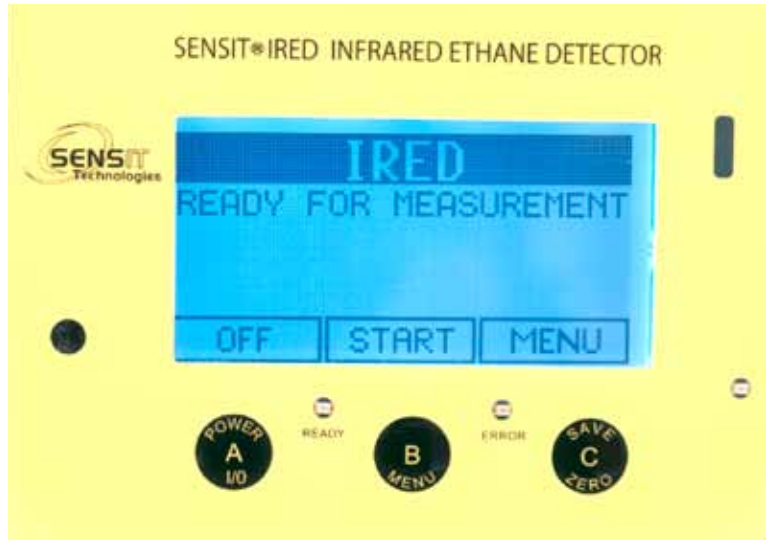 SENSIT® IRED INFRARED ETHANE DETECTOR
SENSIT
Technologies
IRED
READY FOR MEASUREMENT
OFF START MENU
READY ERROR
POWER
A
I/O
B
MENU
SAVE
C
ZERO